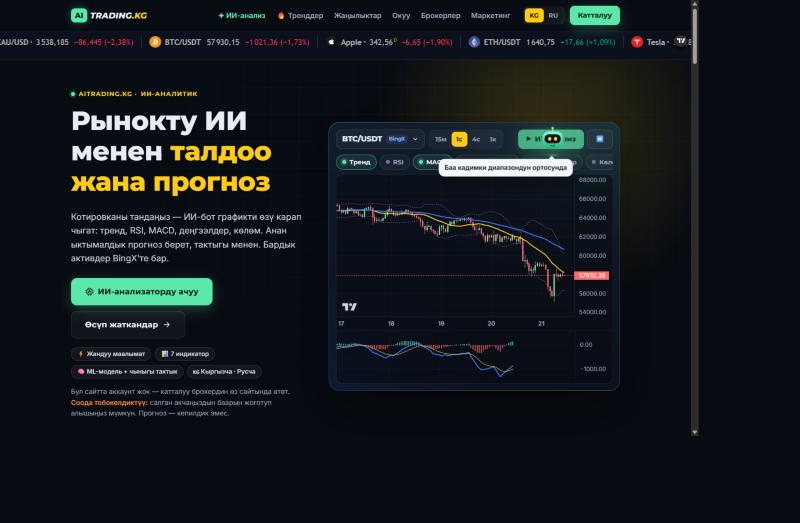 AI TRADING.KG
✦ ИИ-анализ 🔥 Тренддер Жаңылыктар Окуу Брокерлер Маркетинг KG RU Катталуу
AU/USD • 3 538,185 −86,445 (−2,38%) BTC/USDT 57 930,15 −1 021,36 (−1,73%) Apple • 342,56 D −6,65 (−1,90%) ETH/USDT 1 640,75 +17,66 (+1,09%) Tesla •
AITRADING.KG · ИИ-АНАЛИТИК
Рынокту ИИ
менен талдоо
жана прогноз
Котировканы тандаңыз — ИИ-бот графикти өзү карап
чыгат: тренд, RSI, MACD, деңгээлдер, көлөм. Анан
ыктымалдык прогноз берет, тактыгы менен. Бардык
активдер BingX'те бар.
ИИ-анализаторду ачуу
Өсүп жаткандар →
⚡ Жандуу маалымат 📊 7 индикатор
🧠 ML-модель + чыныгы тактык KG Кыргызча · Русча
Бул сайтта аккаунт жок — катталуу брокердин өз сайтында өтөт.
Соода тобокелдиктүү: салган акчаңыздын баарын жоготуп
алышыңыз мүмкүн. Прогноз — кепилдик эмес.
BTC/USDT BingX 15м 1с 4с 1к
Тренд RSI
Баа кадимки диапазондун ортосунда
68000.00
66000.00
64000.00
62000.00
60000.00
57932.39
56000.00
54000.00
17 18 19 20 21
0.00
-1000.00